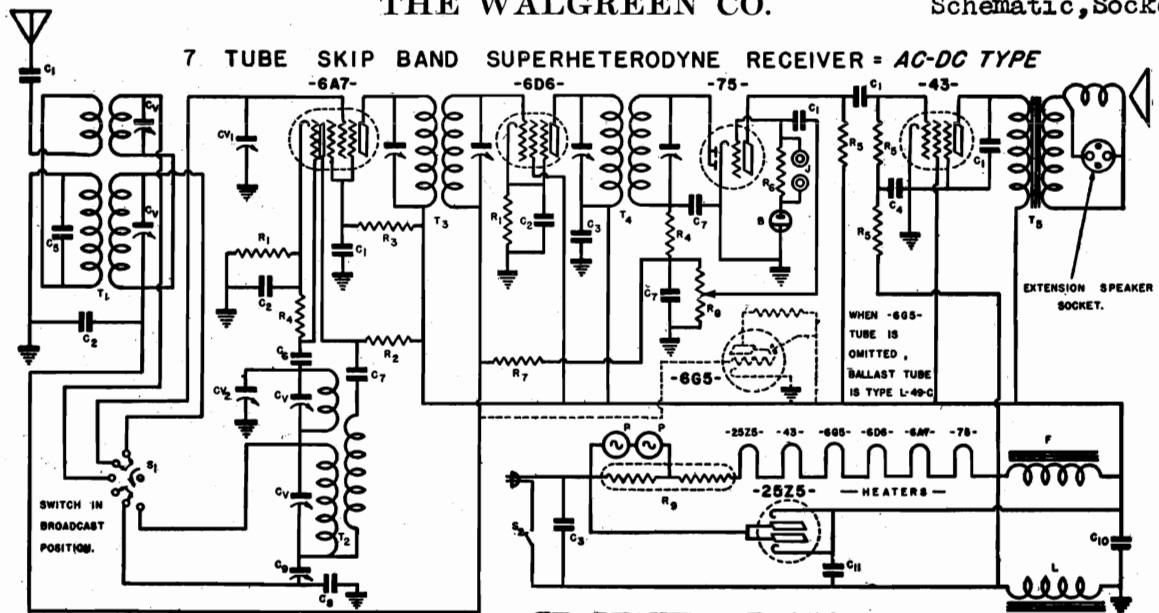 THE WALGREEN CO.
Schematic, Socke
7 TUBE SKIP BAND SUPERHETERODYNE RECEIVER = AC-DC TYPE
-6A7-
-6D6-
-75-
-43-
C1
CV
CV1
C1
C1
C1
R5
R5
R6
J
B
C4
R5
T5
C5
CV
T1
C2
R1
C2
R4
C1
R3
T3
R1
C2
C3
T4
C7
R4
C7
R8
EXTENSION SPEAKER
SOCKET.
WHEN -6G5-
TUBE IS
OMITTED,
BALLAST TUBE
IS TYPE L-49-C
-6G5-
C6
R2
C7
R7
CV2
CV
S1
SWITCH IN
BROADCAST
POSITION.
CV
T2
C9
C8
P
P
-25Z5-
-43-
-6G5-
-6D6-
-6A7-
-75-
F
R9
-25Z5-
HEATERS
S2
C3
C11
C10
L